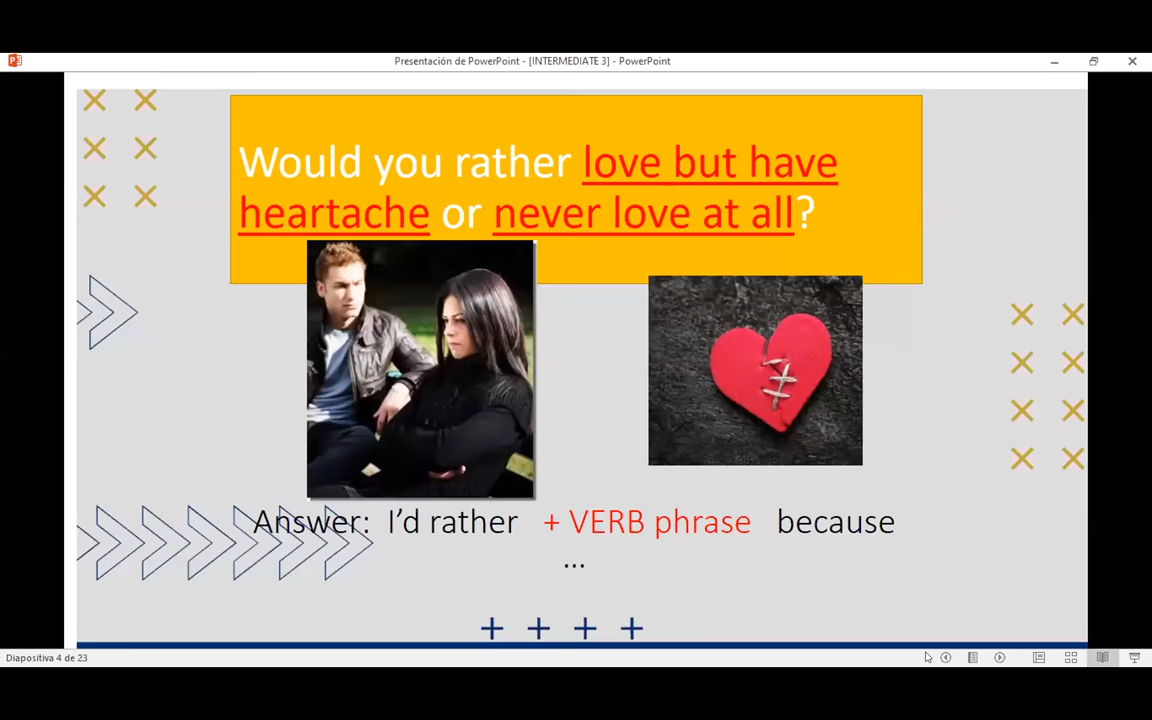 Presentación de PowerPoint - [INTERMEDIATE 3] - PowerPoint
Would you rather love but have
heartache or never love at all?
Answer: I’d rather + VERB phrase because
...
Diapositiva 4 de 23